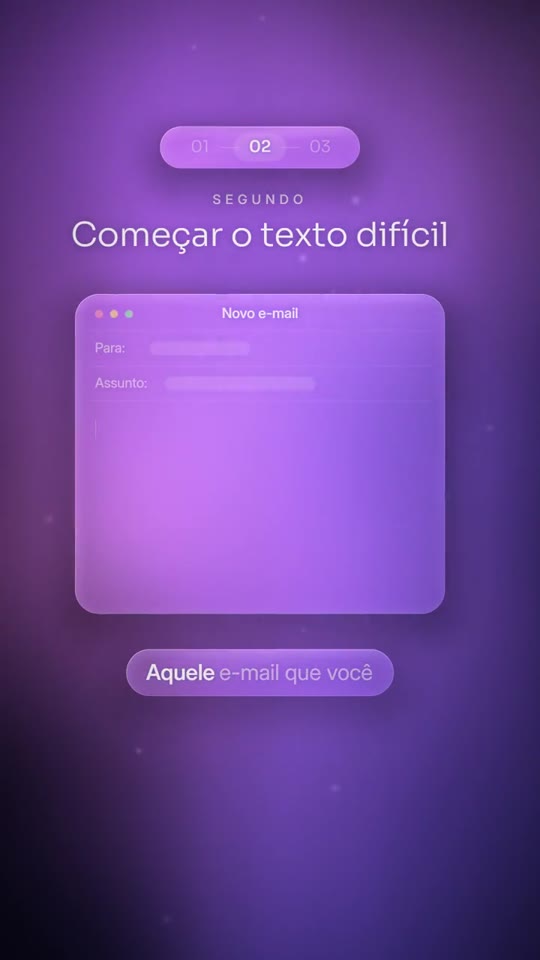 01 — 02 — 03
SEGUNDO
Começar o texto difícil
Novo e-mail
Para:
Assunto:
Aquele e-mail que você